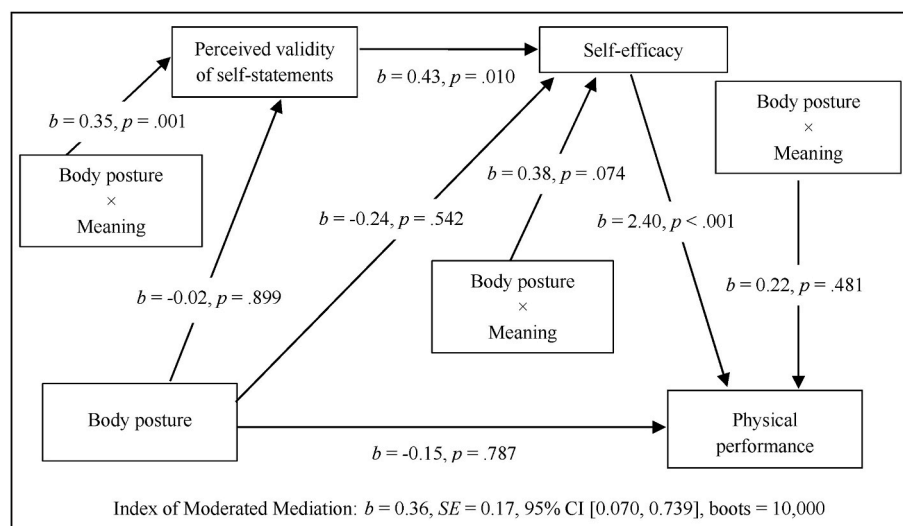 Perceived validity
of self-statements
Self-efficacy
b = 0.43, p = .010
b = 0.35, p = .001
Body posture
×
Meaning
Body posture
×
Meaning
b = 0.38, p = .074
b = -0.24, p = .542
b = 2.40, p < .001
Body posture
×
Meaning
b = -0.02, p = .899
b = 0.22, p = .481
Body posture
Physical
performance
b = -0.15, p = .787
Index of Moderated Mediation: b = 0.36, SE = 0.17, 95% CI [0.070, 0.739], boots = 10,000